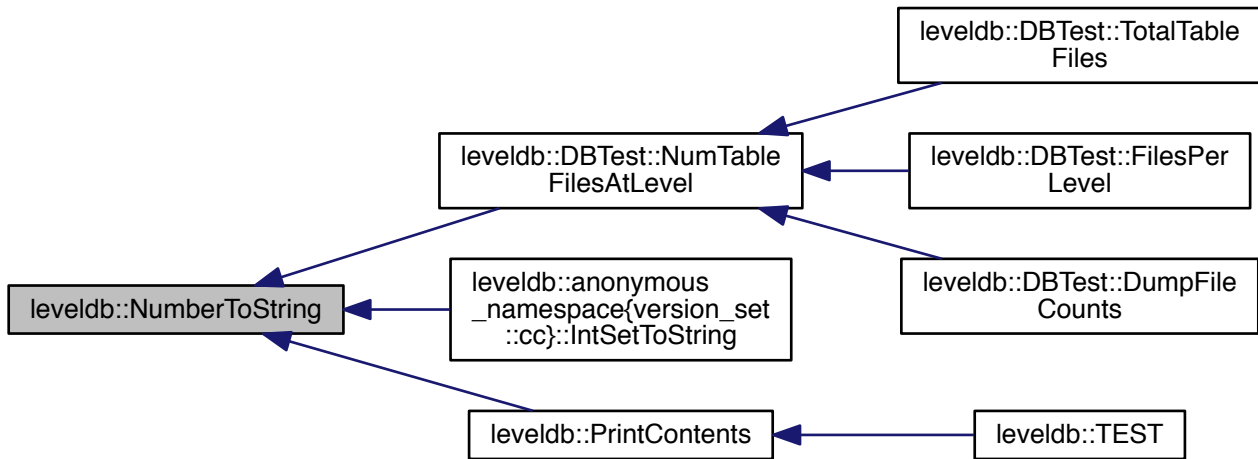 leveldb::DBTest::TotalTable
Files
leveldb::DBTest::NumTable
FilesAtLevel
leveldb::DBTest::FilesPer
Level
leveldb::NumberToString
leveldb::anonymous
_namespace{version_set
::cc}::IntSetToString
leveldb::DBTest::DumpFile
Counts
leveldb::PrintContents
leveldb::TEST